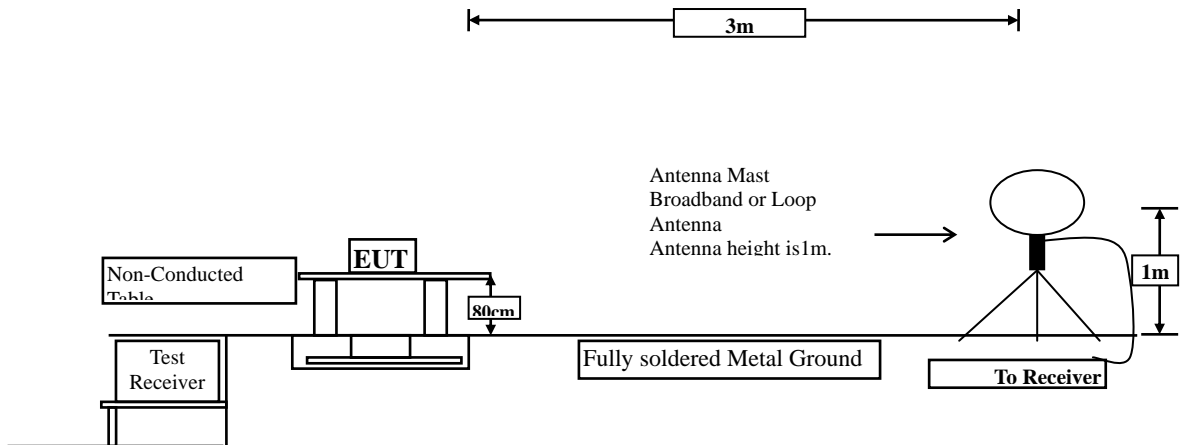 3m
Antenna Mast
Broadband or Loop
Antenna
Antenna height is1m.
EUT
Non-Conducted
Table
80cm
1m
Test
Receiver
Fully soldered Metal Ground
To Receiver